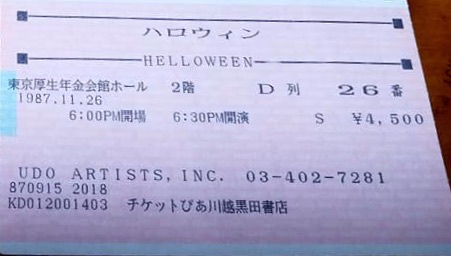 ハロウィン
HELLOWEEN
東京厚生年金会館ホール 2階 D 列 26 番
1987.11.26
6:00PM開場 6:30PM開演 S ¥4,500
UDO ARTISTS, INC. 03-402-7281
870915 2018
KD012001403 チケットぴあ川越黒田書店